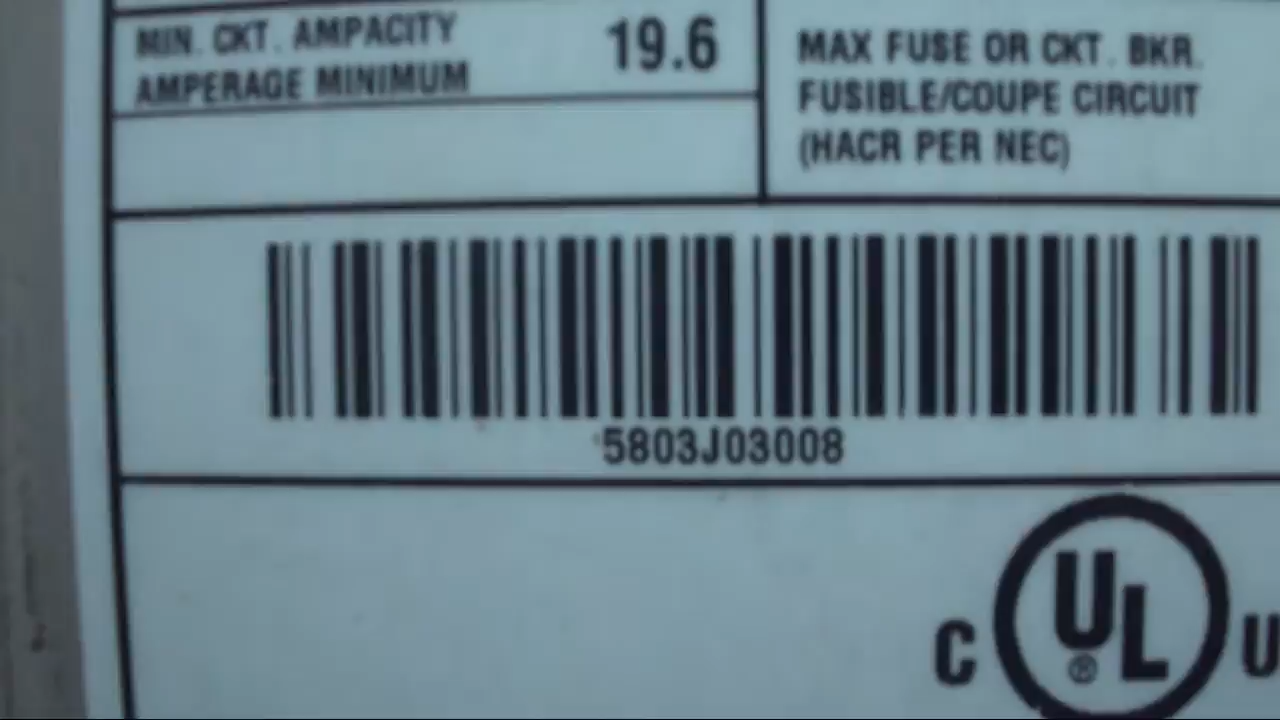 MIN. CKT. AMPACITY 19.6
AMPERAGE MINIMUM
MAX FUSE OR CKT. BKR.
FUSIBLE/COUPE CIRCUIT
(HACR PER NEC)
5803J03008
C UL® U